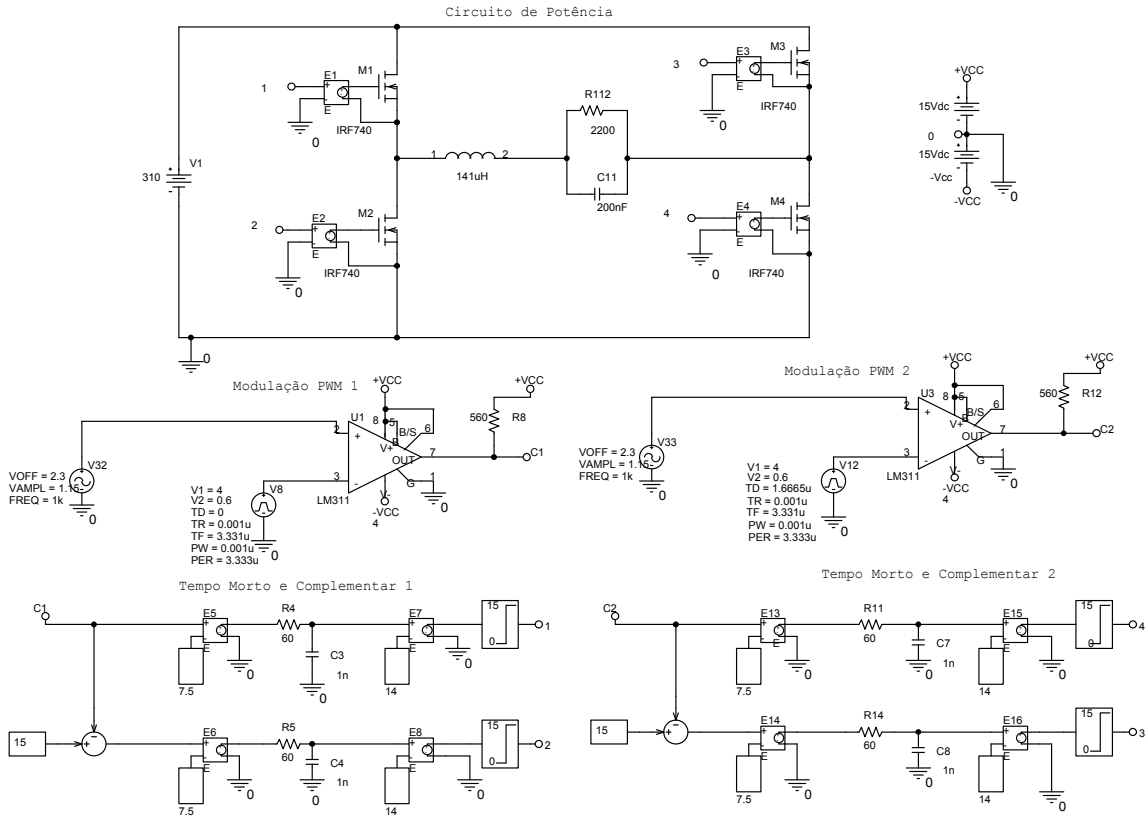 Circuito de Potência
V1
310
1
E1
E
0
M1
IRF740
2
E2
E
0
M2
IRF740
1
2
141uH
R112
2200
C11
200nF
3
E3
E
0
M3
IRF740
4
E4
E
0
M4
IRF740
0
+VCC
15Vdc
0
15Vdc
-Vcc
-VCC
0
Modulação PWM 1
V32
VOFF = 2.3
VAMPL = 1.15
FREQ = 1k
0
V8
V1 = 4
V2 = 0.6
TD = 0
TR = 0.001u
TF = 3.331u
PW = 0.001u
PER = 3.333u
0
U1
LM311
2
3
+VCC
8
5
B/S
6
B
V+
OUT
7
G
1
V-
-VCC
4
0
+VCC
560
R8
C1
Modulação PWM 2
V33
VOFF = 2.3
VAMPL = 1.15
FREQ = 1k
0
V12
V1 = 4
V2 = 0.6
TD = 1.6665u
TR = 0.001u
TF = 3.331u
PW = 0.001u
PER = 3.333u
0
U3
LM311
2
3
+VCC
8
5
B/S
6
B
V+
OUT
7
G
1
V-
-VCC
4
0
+VCC
560
R12
C2
Tempo Morto e Complementar 1
C1
E5
E
0
7.5
R4
60
C3
1n
0
E7
E
0
14
15
0
1
15
E6
E
0
7.5
R5
60
C4
1n
0
E8
E
0
14
15
0
2
Tempo Morto e Complementar 2
C2
E13
E
0
7.5
R11
60
C7
1n
0
E15
E
0
14
15
0
4
15
E14
E
0
7.5
R14
60
C8
1n
0
E16
E
0
14
15
0
3